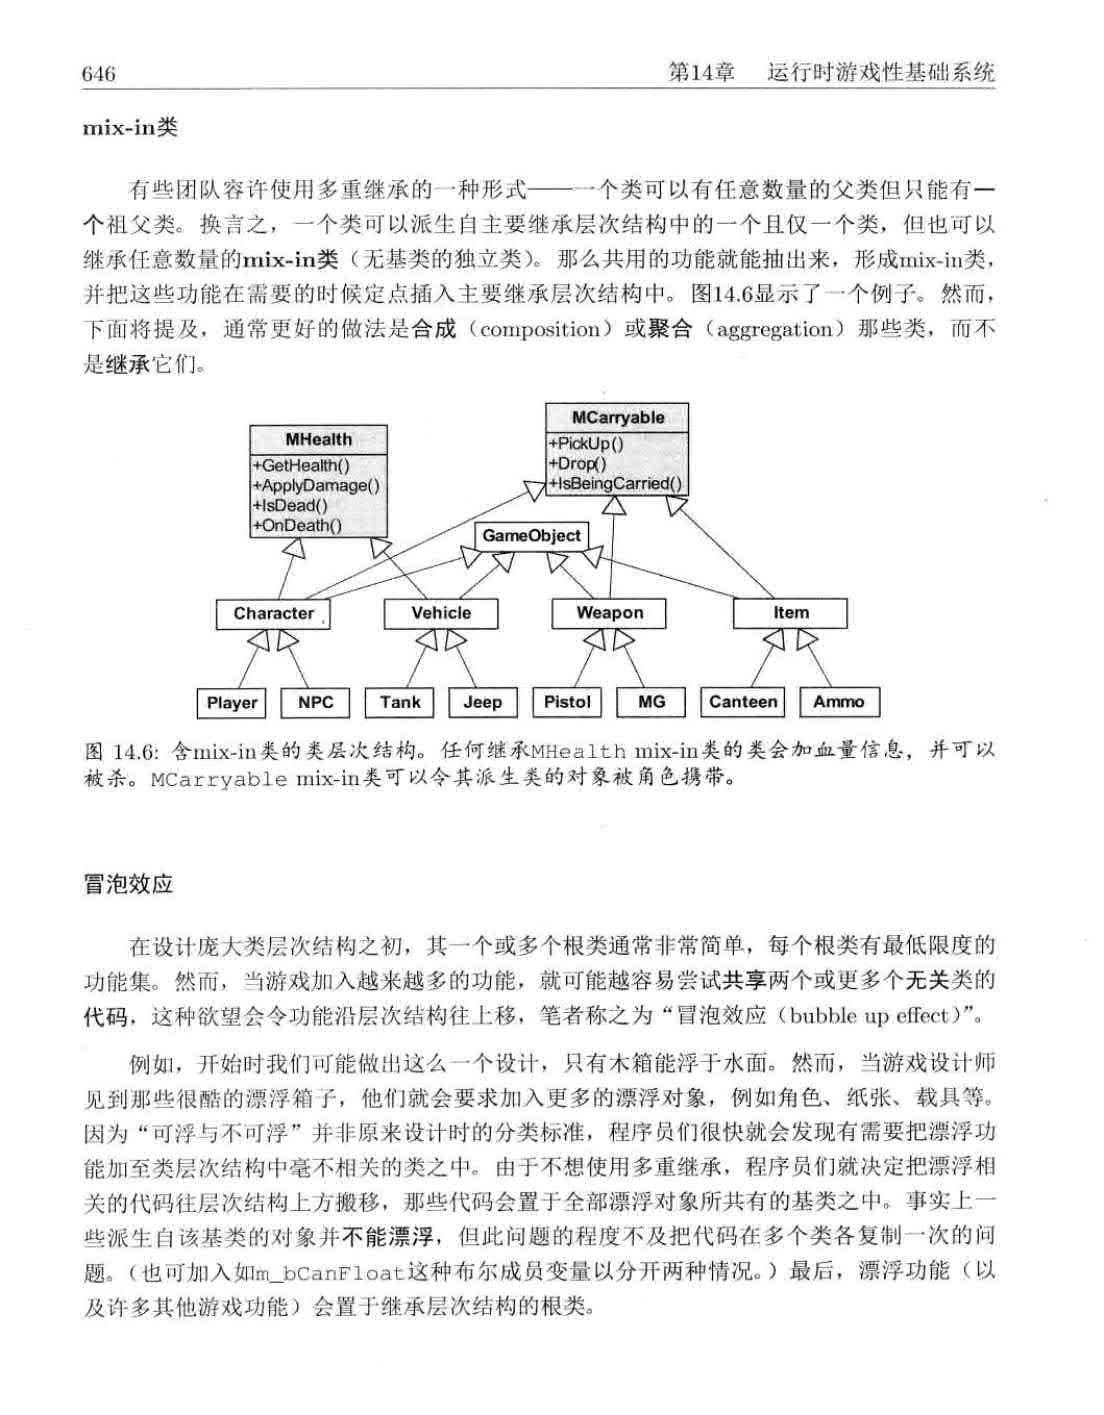 646 第14章 运行时游戏性基础系统
mix-in类
有些团队容许使用多重继承的一种形式——一个类可以有任意数量的父类但只能有一
个祖父类。换言之，一个类可以派生自主要继承层次结构中的一个且仅一个类，但也可以
继承任意数量的mix-in类（无基类的独立类）。那么共用的功能就能抽出来，形成mix-in类，
并把这些功能在需要的时候定点插入主要继承层次结构中。图14.6显示了一个例子。然而，
下面将提及，通常更好的做法是合成（composition）或聚合（aggregation）那些类，而不
是继承它们。
MCarryable
+PickUp()
+Drop()
+IsBeingCarried()
MHealth
+GetHealth()
+ApplyDamage()
+IsDead()
+OnDeath()
GameObject
Character Vehicle Weapon Item
Player NPC Tank Jeep Pistol MG Canteen Ammo
图 14.6: 含mix-in类的类层次结构。任何继承MHealth mix-in类的类会加血量信息，并可以
被杀。MCarryable mix-in类可以令其派生类的对象被角色携带。
冒泡效应
在设计庞大类层次结构之初，其一个或多个根类通常非常简单，每个根类有最低限度的
功能集。然而，当游戏加入越来越多的功能，就可能越容易尝试共享两个或更多个无关类的
代码，这种欲望会令功能沿层次结构往上移，笔者称之为“冒泡效应（bubble up effect）”。
例如，开始时我们可能做出这么一个设计，只有木箱能浮于水面。然而，当游戏设计师
见到那些很酷的漂浮箱子，他们就会要求加入更多的漂浮对象，例如角色、纸张、载具等。
因为“可浮与不可浮”并非原来设计时的分类标准，程序员们很快就会发现有需要把漂浮功
能加至类层次结构中毫不相关的类之中。由于不想使用多重继承，程序员们就决定把漂浮相
关的代码往层次结构上方搬移，那些代码会置于全部漂浮对象所共有的基类之中。事实上一
些派生自该基类的对象并不能漂浮，但此问题的程度不及把代码在多个类各复制一次的问
题。（也可加入如m_bCanFloat这种布尔成员变量以分开两种情况。）最后，漂浮功能（以
及许多其他游戏功能）会置于继承层次结构的根类。